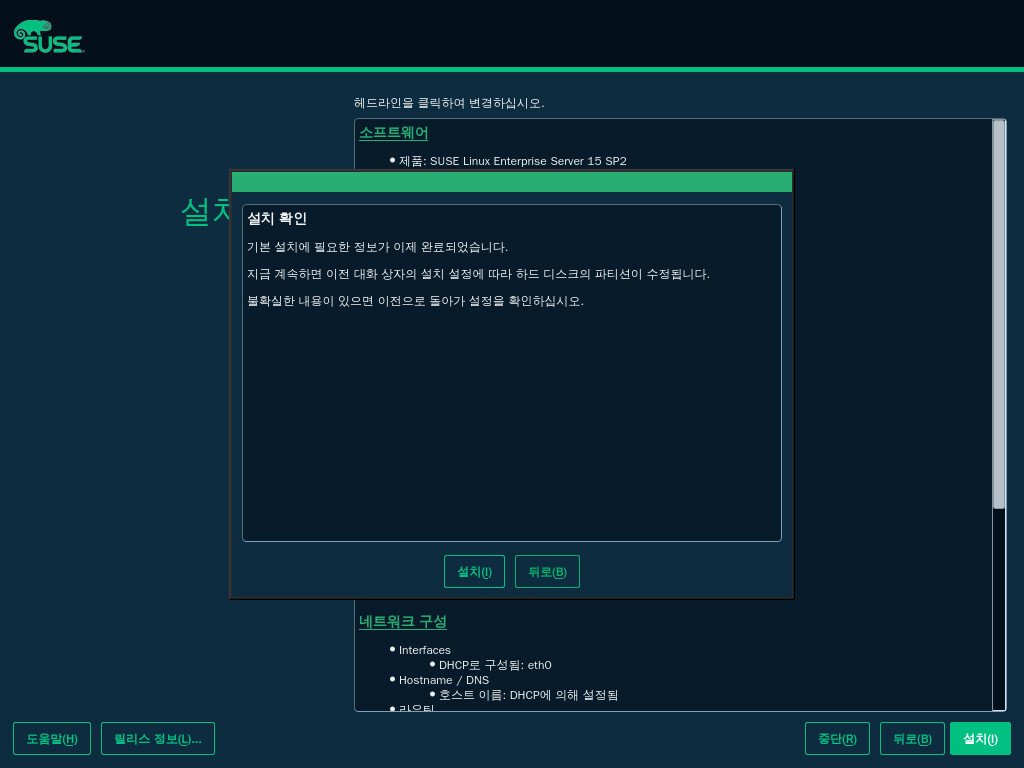 SUSE
헤드라인을 클릭하여 변경하십시오.
소프트웨어
제품: SUSE Linux Enterprise Server 15 SP2
설치
설치 확인
기본 설치에 필요한 정보가 이제 완료되었습니다.
지금 계속하면 이전 대화 상자의 설치 설정에 따라 하드 디스크의 파티션이 수정됩니다.
불확실한 내용이 있으면 이전으로 돌아가 설정을 확인하십시오.
설치(I) 뒤로(B)
네트워크 구성
Interfaces
DHCP로 구성됨: eth0
Hostname / DNS
호스트 이름: DHCP에 의해 설정됨
라우팅
도움말(H) 릴리스 정보(L)... 중단(R) 뒤로(B) 설치(I)